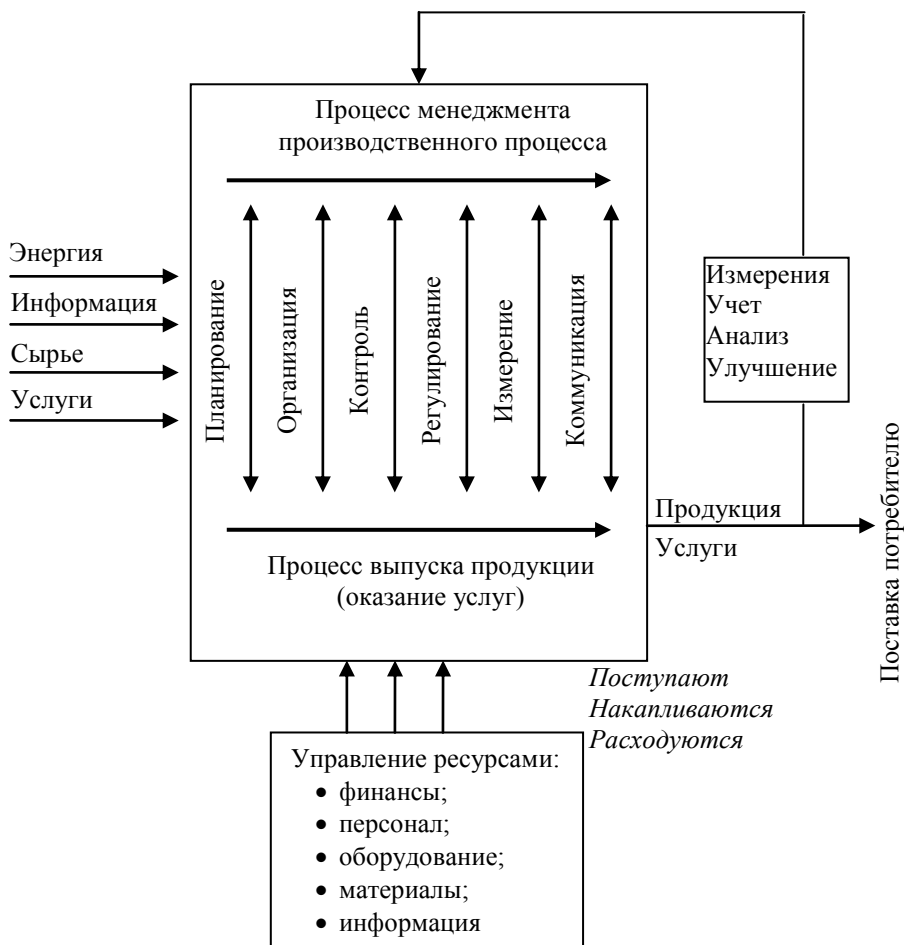 Процесс менеджмента
производственного процесса
Энергия
Информация
Сырье
Услуги
Планирование
Организация
Контроль
Регулирование
Измерение
Коммуникация
Измерения
Учет
Анализ
Улучшение
Продукция
Услуги
Поставка потребителю
Процесс выпуска продукции
(оказание услуг)
Поступают
Накапливаются
Расходуются
Управление ресурсами:
• финансы;
• персонал;
• оборудование;
• материалы;
• информация